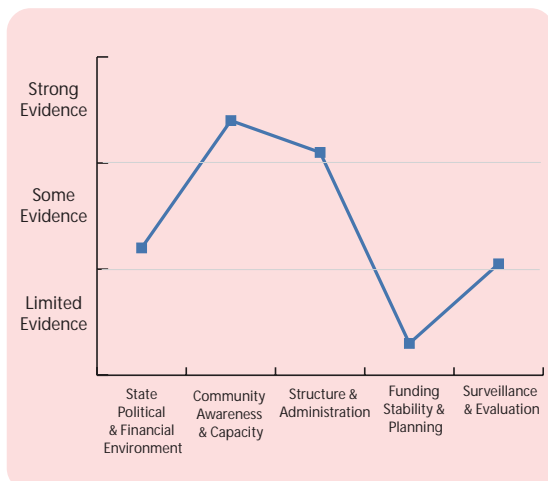 Strong
Evidence
Some
Evidence
Limited
Evidence
State
Political
& Financial
Environment
Community
Awareness
& Capacity
Structure &
Administration
Funding
Stability &
Planning
Surveillance
& Evaluation